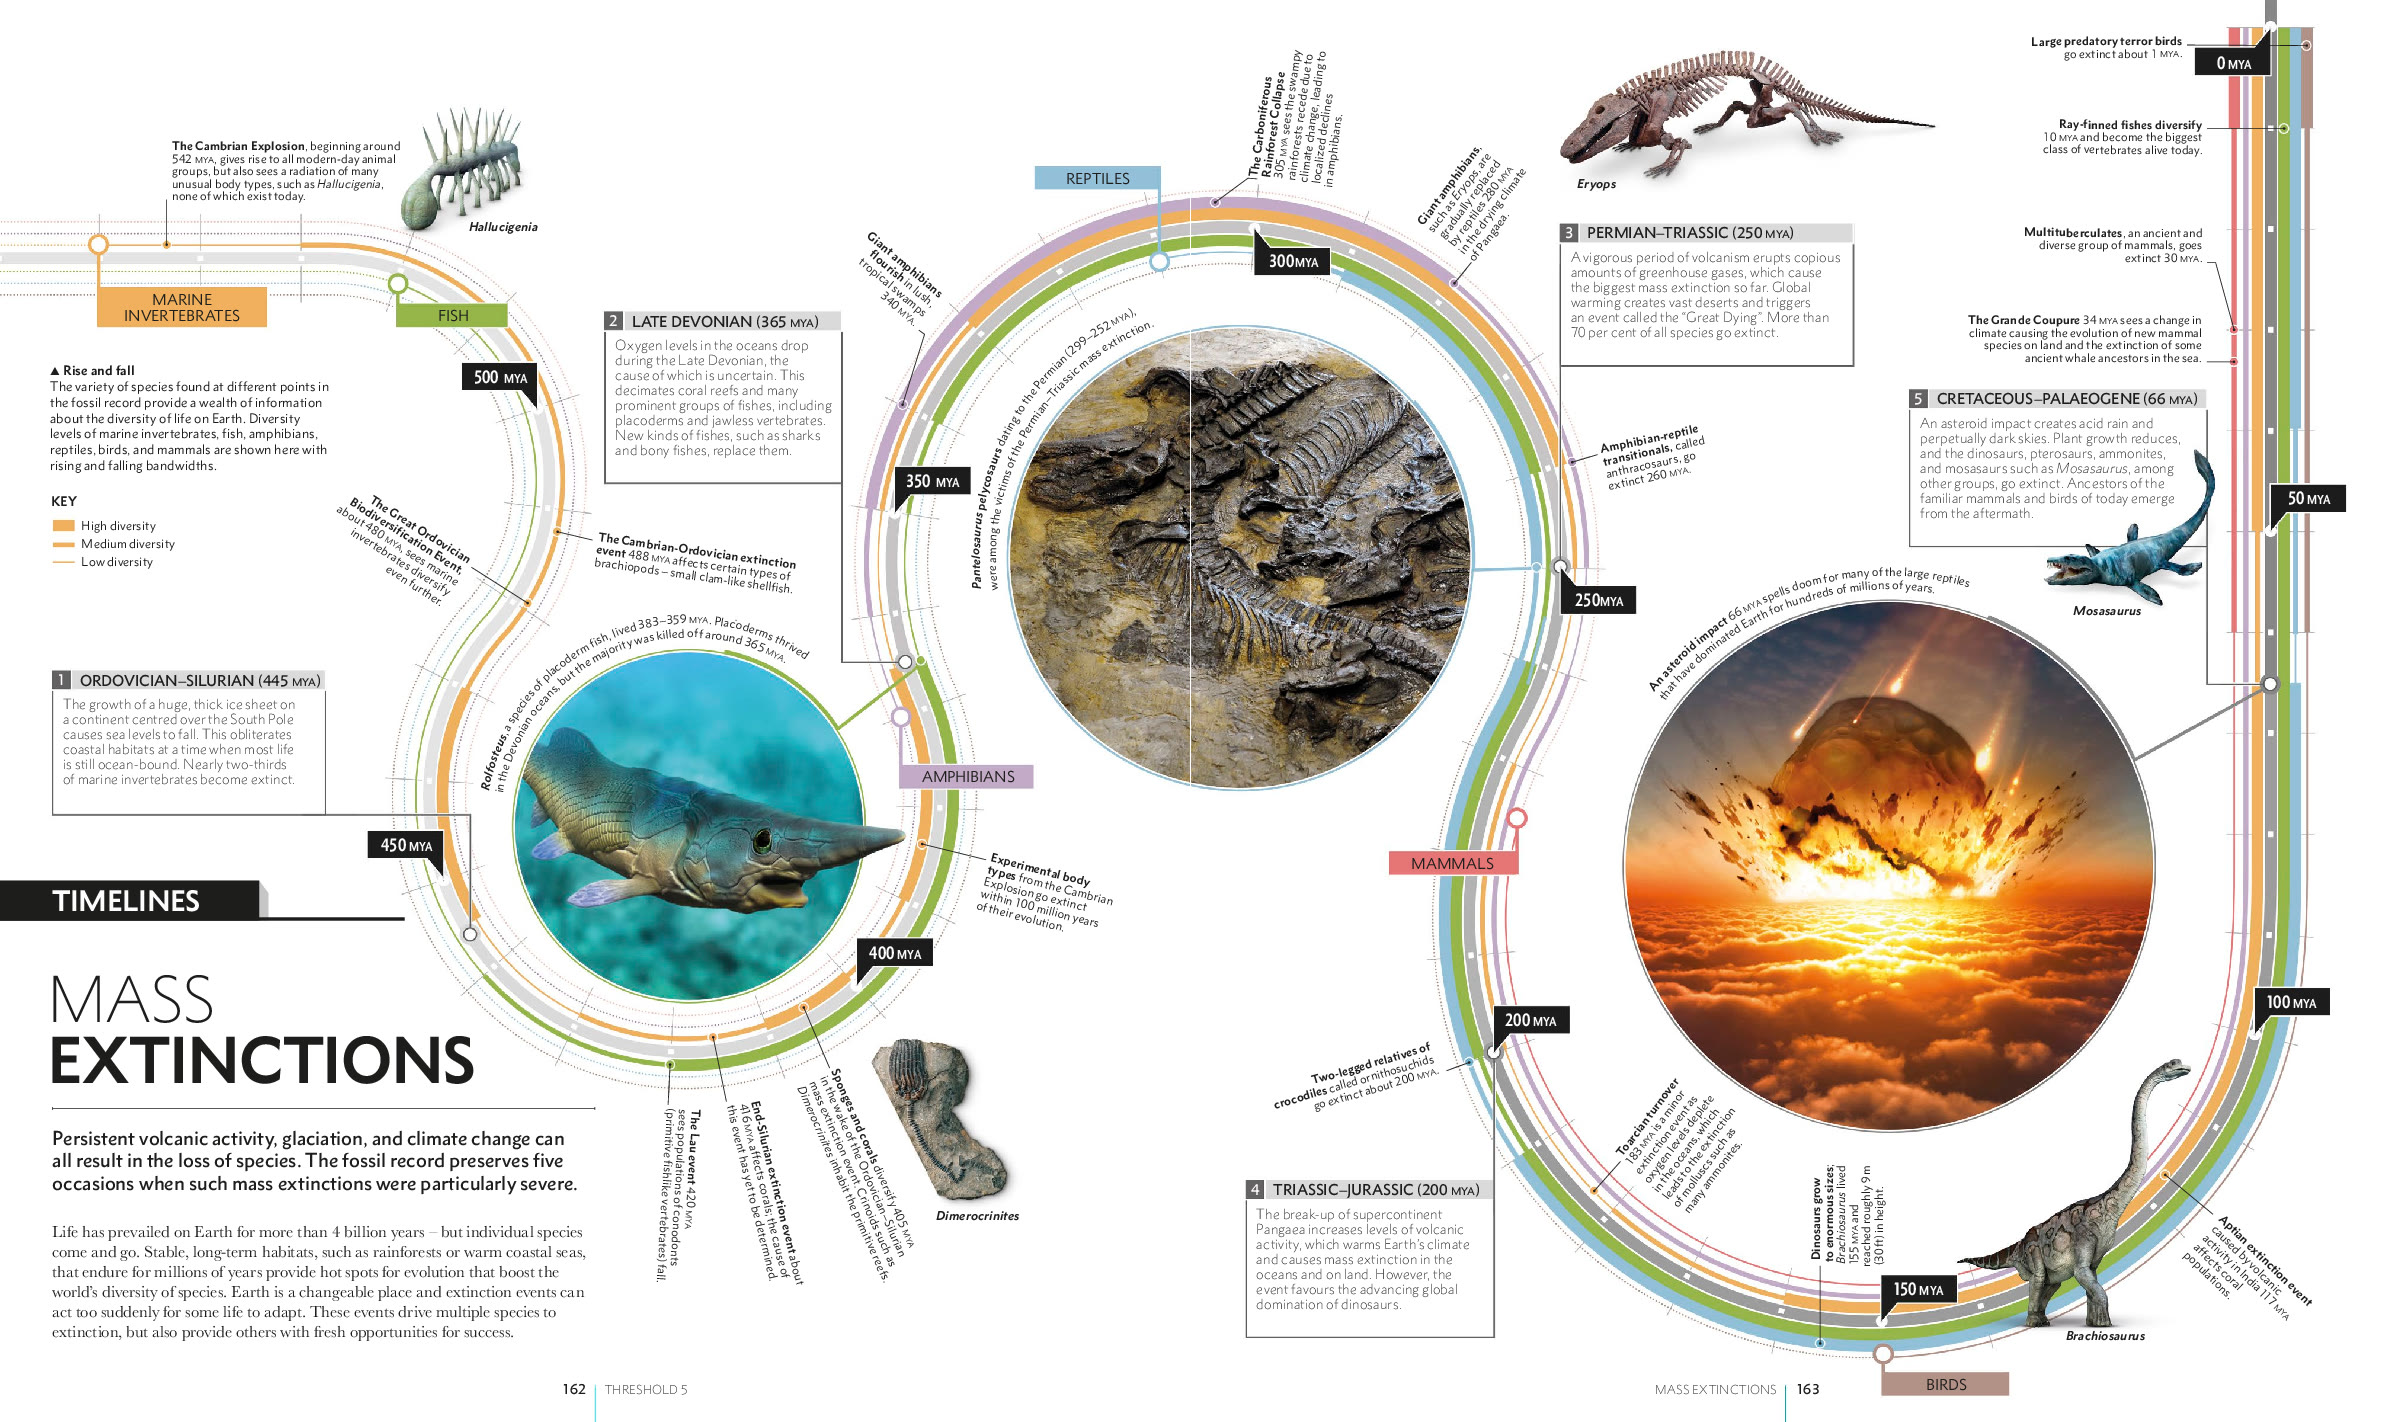 The Cambrian Explosion, beginning around
542 MYA, gives rise to all modern-day animal
groups, but also sees a radiation of many
unusual body types, such as Hallucigenia,
none of which exist today.
Hallucigenia
MARINE
INVERTEBRATES
FISH
500 MYA
▲ Rise and fall
The variety of species found at different points in
the fossil record provide a wealth of information
about the diversity of life on Earth. Diversity
levels of marine invertebrates, fish, amphibians,
reptiles, birds, and mammals are shown here with
rising and falling bandwidths.
KEY
High diversity
Medium diversity
Low diversity
The Great Ordovician
Biodiversification Event,
about 480 MYA, sees marine
invertebrates diversify
even further.
The Cambrian-Ordovician extinction
event 488 MYA affects certain types of
brachiopods – small clam-like shellfish.
1 ORDOVICIAN–SILURIAN (445 MYA)
The growth of a huge, thick ice sheet on
a continent centred over the South Pole
causes sea levels to fall. This obliterates
coastal habitats at a time when most life
is still ocean-bound. Nearly two-thirds
of marine invertebrates become extinct.
450 MYA
TIMELINES
MASS
EXTINCTIONS
Persistent volcanic activity, glaciation, and climate change can
all result in the loss of species. The fossil record preserves five
occasions when such mass extinctions were particularly severe.
Life has prevailed on Earth for more than 4 billion years – but individual species
come and go. Stable, long-term habitats, such as rainforests or warm coastal seas,
that endure for millions of years provide hot spots for evolution that boost the
world's diversity of species. Earth is a changeable place and extinction events can
act too suddenly for some life to adapt. These events drive multiple species to
extinction, but also provide others with fresh opportunities for success.
Rolfosteus, a species of placoderm fish, lived 383–359 MYA. Placoderms thrived
in the Devonian oceans, but the majority was killed off around 365 MYA.
The Lau event 420 MYA
sees populations of conodonts
(primitive fishlike vertebrates) fall.
End-Silurian extinction event about
416 MYA affects corals; the cause of
this event has yet to be determined.
Sponges and corals diversify 405 MYA
in the wake of the Ordovician–Silurian
mass extinction event. Crinoids such as
Dimerocrinites inhabit the primitive reefs.
Dimerocrinites
400 MYA
Experimental body
types from the Cambrian
Explosion go extinct
within 100 million years
of their evolution.
AMPHIBIANS
2 LATE DEVONIAN (365 MYA)
Oxygen levels in the oceans drop
during the Late Devonian, the
cause of which is uncertain. This
decimates coral reefs and many
prominent groups of fishes, including
placoderms and jawless vertebrates.
New kinds of fishes, such as sharks
and bony fishes, replace them.
350 MYA
Giant amphibians
flourish in lush,
tropical swamps
340 MYA.
REPTILES
The Carboniferous
Rainforest Collapse
305 MYA sees the swampy
rainforests recede due to
climate change, leading to
localized declines
in amphibians.
300MYA
Giant amphibians,
such as Eryops, are
gradually replaced
by reptiles 280 MYA
in the drying climate
of Pangaea.
Pantelosaurus pelycosaurs dating to the Permian (299–252 MYA),
were among the victims of the Permian–Triassic mass extinction.
Eryops
3 PERMIAN–TRIASSIC (250 MYA)
A vigorous period of volcanism erupts copious
amounts of greenhouse gases, which cause
the biggest mass extinction so far. Global
warming creates vast deserts and triggers
an event called the “Great Dying”. More than
70 per cent of all species go extinct.
Amphibian-reptile
transitionals, called
anthracosaurs, go
extinct 260 MYA.
250MYA
MAMMALS
200 MYA
Two-legged relatives of
crocodiles called ornithosuchids
go extinct about 200 MYA.
4 TRIASSIC–JURASSIC (200 MYA)
The break-up of supercontinent
Pangaea increases levels of volcanic
activity, which warms Earth's climate
and causes mass extinction in the
oceans and on land. However, the
event favours the advancing global
domination of dinosaurs.
Toarcian turnover
183 MYA is a minor
extinction event as
oxygen levels deplete
in the oceans, which
leads to the extinction
of molluscs such as
many ammonites.
Dinosaurs grow
to enormous sizes;
Brachiosaurus lived
155 MYA and
reached roughly 9 m
(30ft) in height.
150 MYA
BIRDS
Brachiosaurus
Aptian extinction event
caused by volcanic
activity in India 117 MYA
affects coral
populations.
100 MYA
An asteroid impact 66 MYA spells doom for many of the large reptiles
that have dominated Earth for hundreds of millions of years.
5 CRETACEOUS–PALAEOGENE (66 MYA)
An asteroid impact creates acid rain and
perpetually dark skies. Plant growth reduces,
and the dinosaurs, pterosaurs, ammonites,
and mosasaurs such as Mosasaurus, among
other groups, go extinct. Ancestors of the
familiar mammals and birds of today emerge
from the aftermath.
Mosasaurus
50 MYA
The Grande Coupure 34 MYA sees a change in
climate causing the evolution of new mammal
species on land and the extinction of some
ancient whale ancestors in the sea.
Multituberculates, an ancient and
diverse group of mammals, goes
extinct 30 MYA.
Ray-finned fishes diversify
10 MYA and become the biggest
class of vertebrates alive today.
Large predatory terror birds
go extinct about 1 MYA.
0 MYA
162 THRESHOLD 5
MASS EXTINCTIONS 163